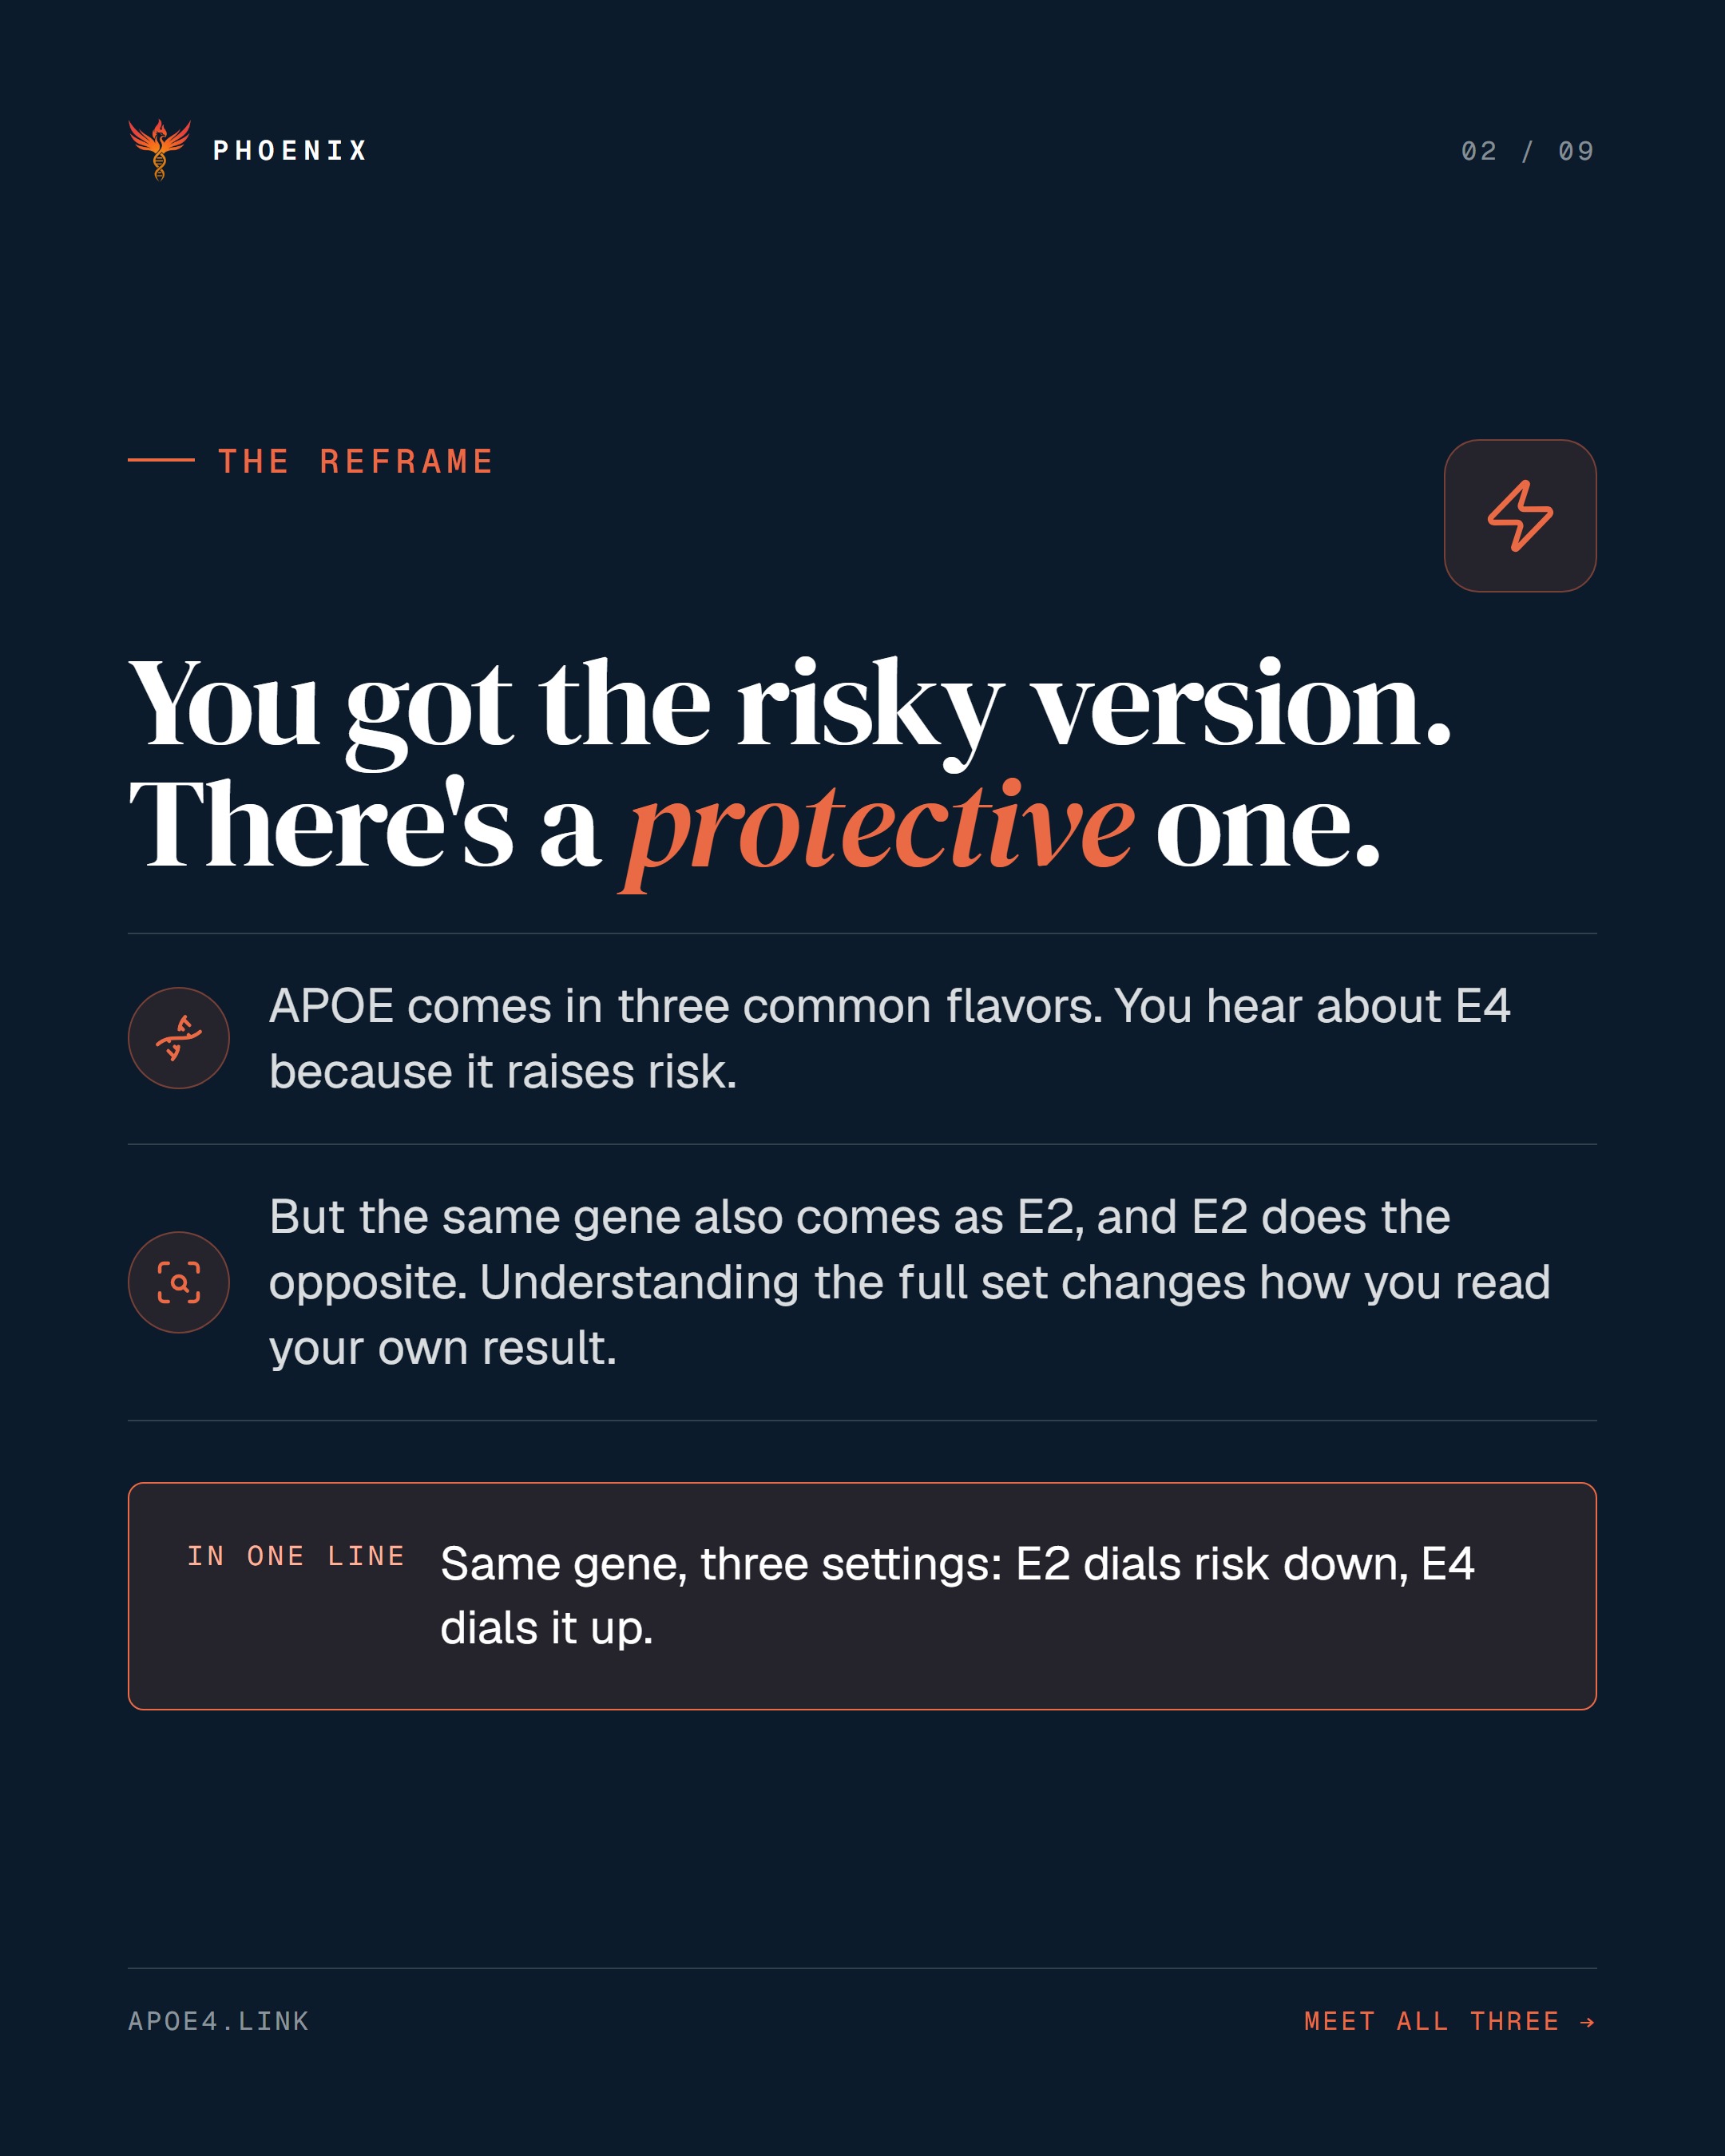 PHOENIX
02 / 09
THE REFRAME
You got the risky version.
There's a protective one.
APOE comes in three common flavors. You hear about E4
because it raises risk.
But the same gene also comes as E2, and E2 does the
opposite. Understanding the full set changes how you read
your own result.
IN ONE LINE
Same gene, three settings: E2 dials risk down, E4
dials it up.
APOE4.LINK
MEET ALL THREE →